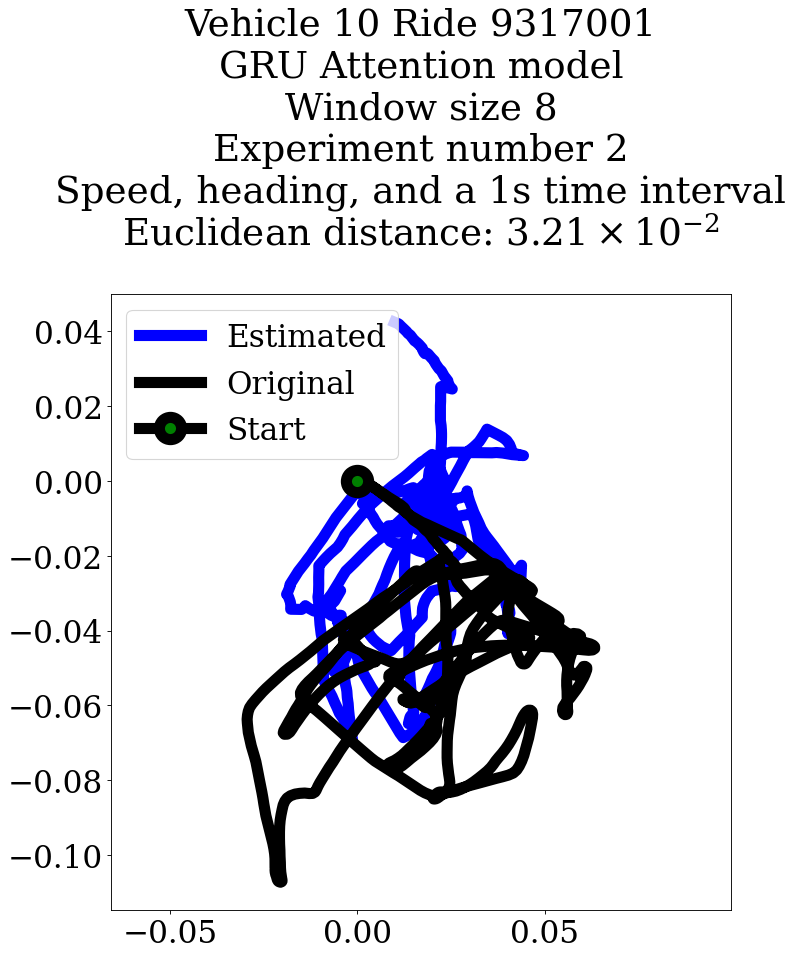 Vehicle 10 Ride 9317001
GRU Attention model
Window size 8
Experiment number 2
Speed, heading, and a 1s time interval
Euclidean distance: 3.21 × 10⁻²
Estimated
Original
Start
0.04
0.02
0.00
−0.02
−0.04
−0.06
−0.08
−0.10
−0.05
0.00
0.05